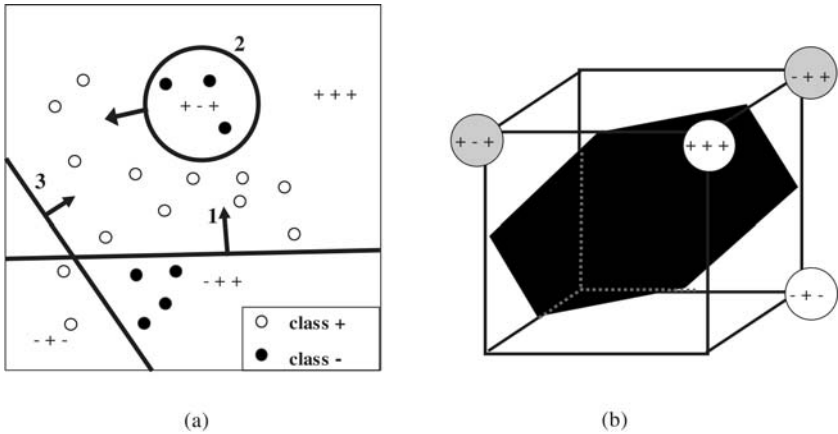 2
+ - +
+ + +
3
1
- + +
- + -
class +
class -
(a)
- + +
+ - +
+ + +
- + -
(b)